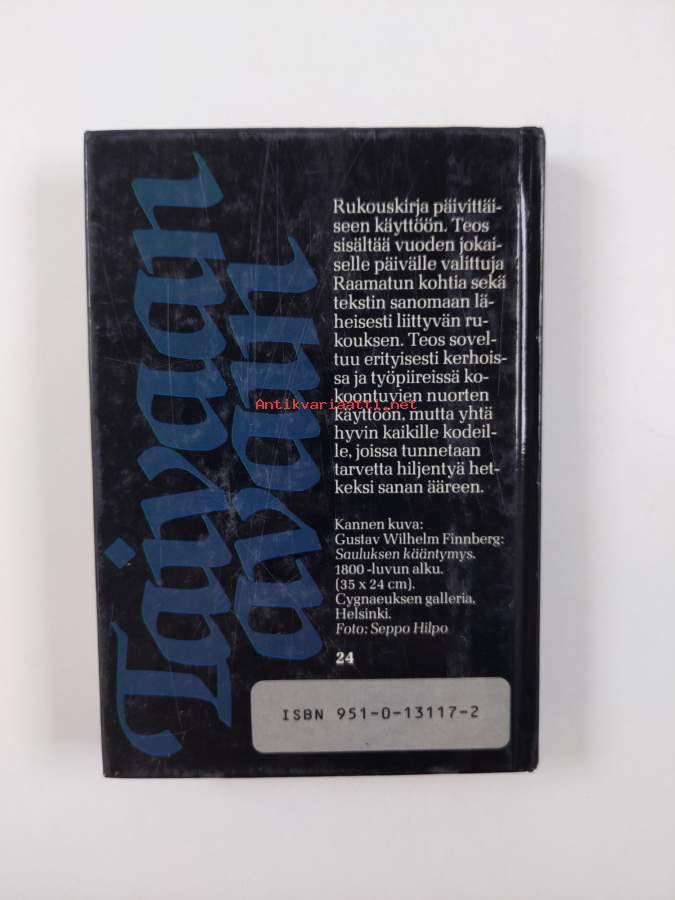 Taivaan
avain
Rukouskirja päivittäi-
seen käyttöön. Teos
sisältää vuoden jokai-
selle päivälle valittuja
Raamatun kohtia sekä
tekstin sanomaan lä-
heisesti liittyvän ru-
kouksen. Teos sovel-
tuu erityisesti kerhois-
sa ja työpiireissä ko-
koontuvien nuorten
Antikvariaatti.net
käyttöön, mutta yhtä
hyvin kaikille kodeil-
le, joissa tunnetaan
tarvetta hiljentyä het-
keksi sanan ääreen.
Kannen kuva:
Gustav Wilhelm Finnberg:
Sauluksen kääntymys.
1800-luvun alku.
(35 x 24 cm).
Cygnaeuksen galleria,
Helsinki.
Foto: Seppo Hilpo
24
ISBN 951-0-13117-2